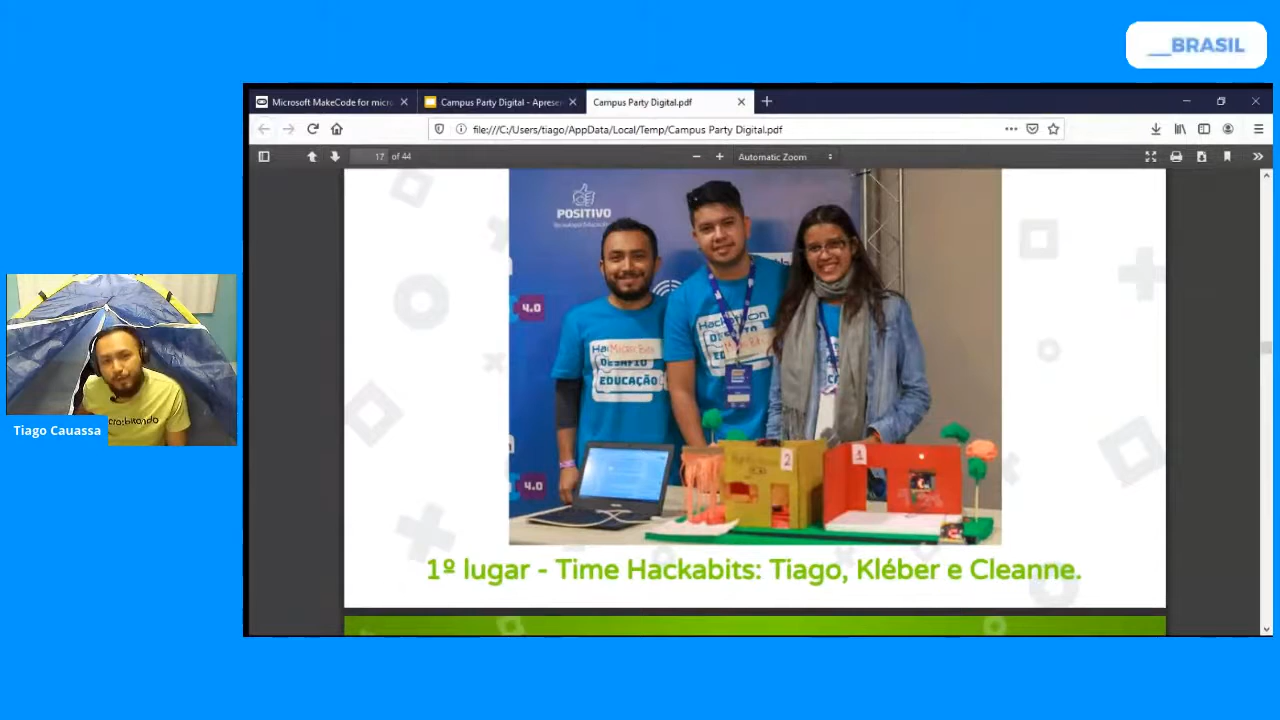 __BRASIL
Microsoft MakeCode for micro
Campus Party Digital - Aprese
Campus Party Digital.pdf
file:///C:/Users/tiago/AppData/Local/Temp/Campus Party Digital.pdf
17 of 44
Automatic Zoom
POSITIVO
4.0
Hackathon
DESAFIO
EDUCAÇÃO
2
1
4.0
Tiago Cauassa
1º lugar - Time Hackabits: Tiago, Kléber e Cleanne.